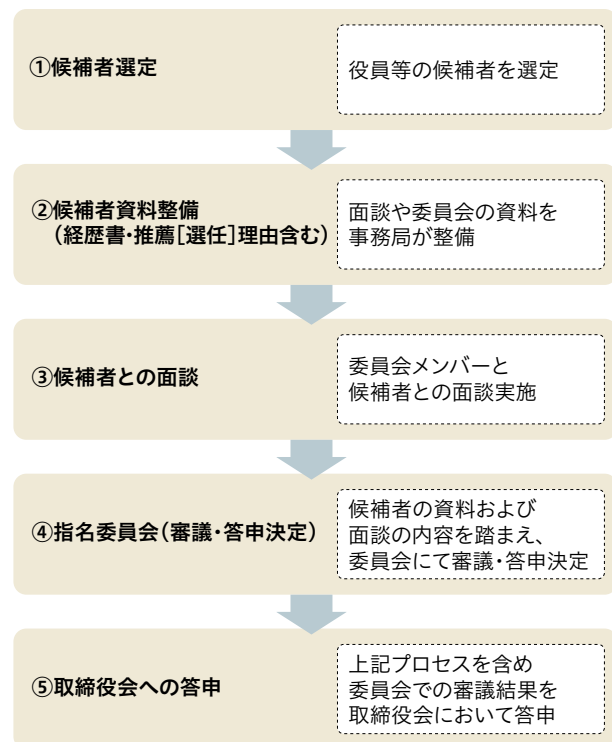 ①候補者選定
役員等の候補者を選定
②候補者資料整備
（経歴書・推薦［選任］理由含む）
面談や委員会の資料を
事務局が整備
③候補者との面談
委員会メンバーと
候補者との面談実施
④指名委員会（審議・答申決定）
候補者の資料および
面談の内容を踏まえ、
委員会にて審議・答申決定
⑤取締役会への答申
上記プロセスを含め
委員会での審議結果を
取締役会において答申